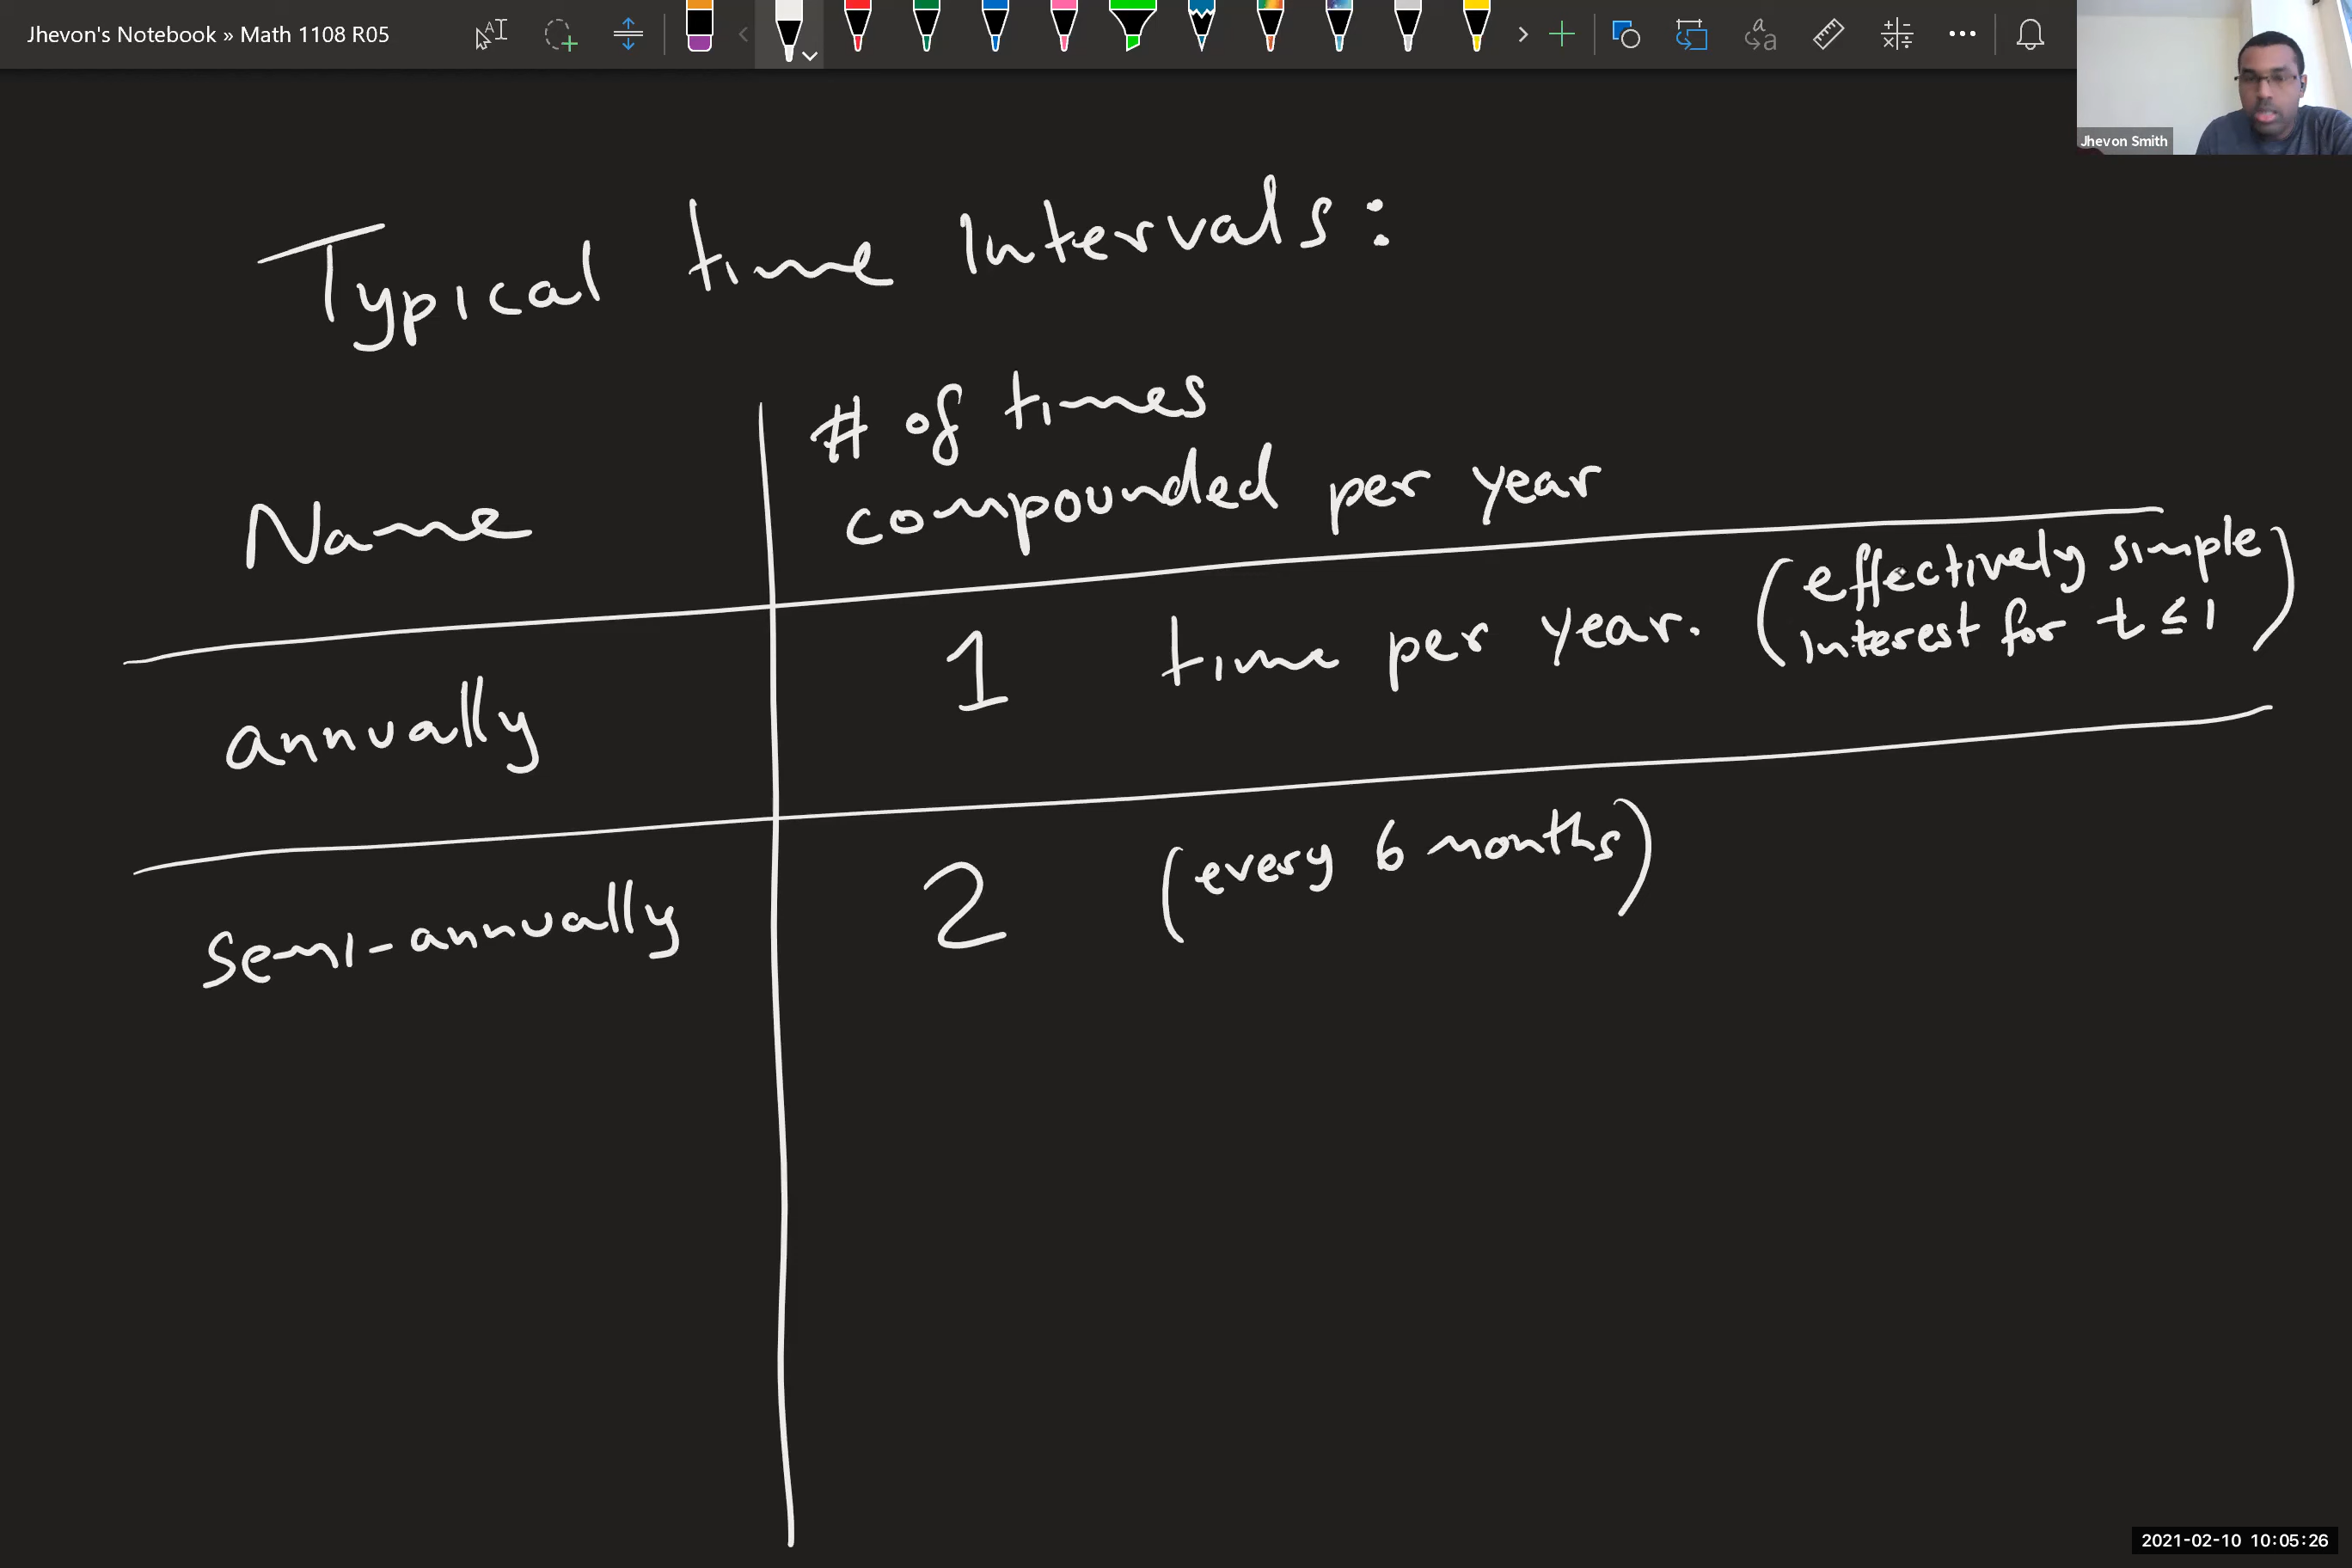 Jhevon's Notebook » Math 1108 R05
Jhevon Smith
Typical time intervals:
# of times
compounded per year
Name
annually
1 time per year. (effectively simple
interest for t ≤ 1)
semi-annually
2 (every 6 months)
2021-02-10 10:05:26